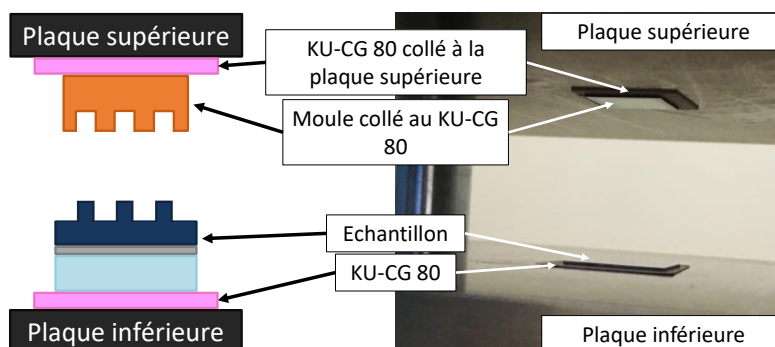 Plaque supérieure
KU-CG 80 collé à la
plaque supérieure
Moule collé au KU-CG
80
Echantillon
KU-CG 80
Plaque inférieure
Plaque supérieure
Plaque inférieure